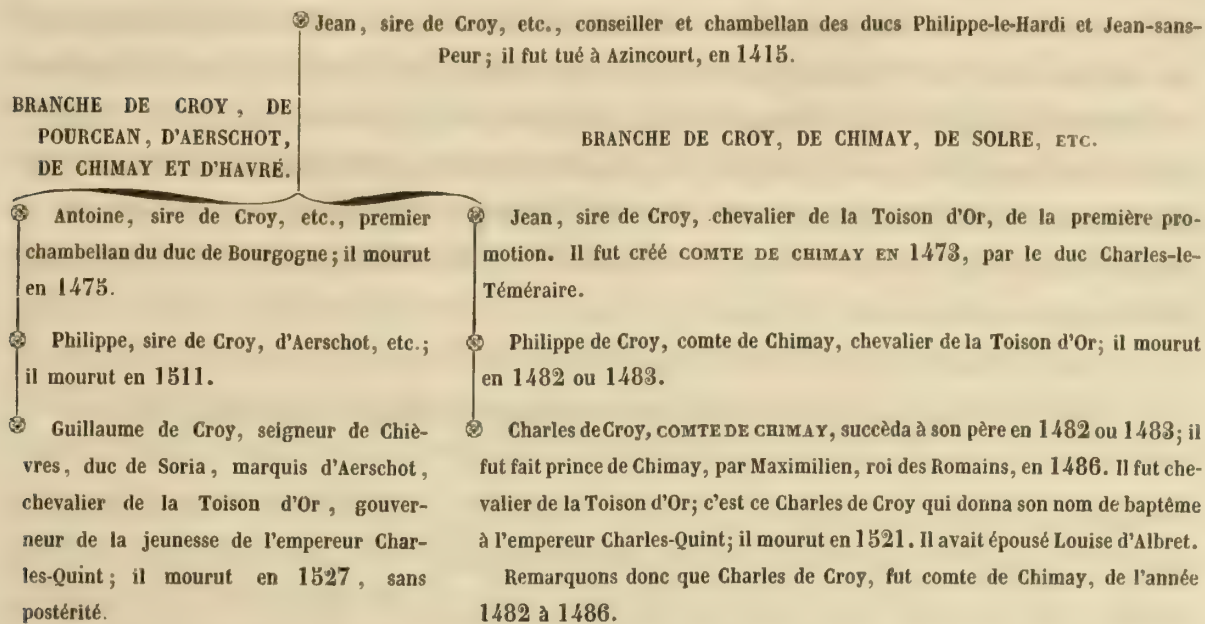 Jean, sire de Croy, etc., conseiller et chambellan des ducs Philippe-le-Hardi et Jean-sans-
Peur; il fut tué à Azincourt, en 1415.
BRANCHE DE CROY, DE
POURCEAN, D'AERSCHOT,
DE CHIMAY ET D'HAVRÉ.
BRANCHE DE CROY, DE CHIMAY, DE SOLRE, ETC.
Antoine, sire de Croy, etc., premier
chambellan du duc de Bourgogne; il mourut
en 1475.
Philippe, sire de Croy, d'Aerschot, etc.;
il mourut en 1511.
Guillaume de Croy, seigneur de Chiè-
vres, duc de Soria, marquis d'Aerschot,
chevalier de la Toison d'Or, gouver-
neur de la jeunesse de l'empereur Char-
les-Quint; il mourut en 1527, sans
postérité.
Jean, sire de Croy, chevalier de la Toison d'Or, de la première pro-
motion. Il fut créé COMTE DE CHIMAY EN 1473, par le duc Charles-le-
Téméraire.
Philippe de Croy, comte de Chimay, chevalier de la Toison d'Or; il mourut
en 1482 ou 1483.
Charles de Croy, COMTE DE CHIMAY, succèda à son père en 1482 ou 1483; il
fut fait prince de Chimay, par Maximilien, roi des Romains, en 1486. Il fut che-
valier de la Toison d'Or; c'est ce Charles de Croy qui donna son nom de baptême
à l'empereur Charles-Quint; il mourut en 1521. Il avait épousé Louise d'Albret.
Remarquons donc que Charles de Croy, fut comte de Chimay, de l'année
1482 à 1486.